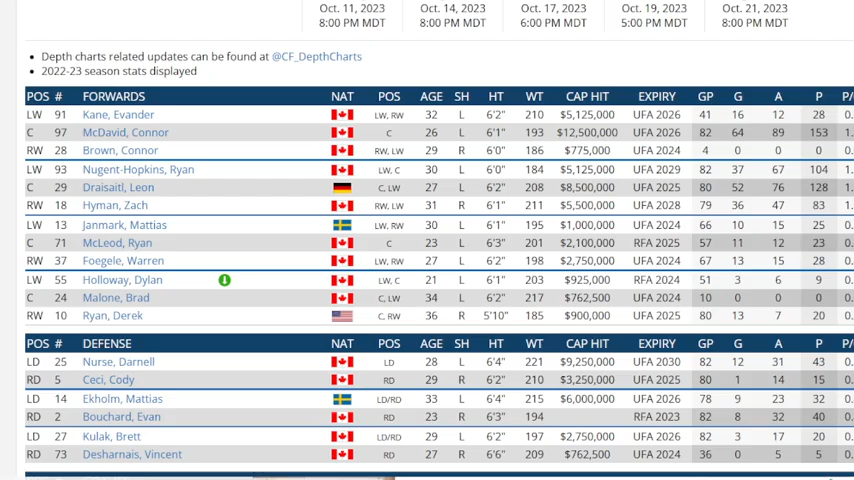 Oct. 11, 2023 Oct. 14, 2023 Oct. 17, 2023 Oct. 19, 2023 Oct. 21, 2023
8:00 PM MDT 8:00 PM MDT 6:00 PM MDT 5:00 PM MDT 8:00 PM MDT
• Depth charts related updates can be found at @CF_DepthCharts
• 2022-23 season stats displayed
POS # FORWARDS NAT POS AGE SH HT WT CAP HIT EXPIRY GP G A P P/
LW 91 Kane, Evander LW, RW 32 L 6'2" 210 $5,125,000 UFA 2026 41 16 12 28 0.
C 97 McDavid, Connor C 26 L 6'1" 193 $12,500,000 UFA 2026 82 64 89 153 1.
RW 28 Brown, Connor RW, LW 29 R 6'0" 186 $775,000 UFA 2024 4 0 0 0 0.
LW 93 Nugent-Hopkins, Ryan LW, C 30 L 6'0" 184 $5,125,000 UFA 2029 82 37 67 104 1.
C 29 Draisaitl, Leon C, LW 27 L 6'2" 208 $8,500,000 UFA 2025 80 52 76 128 1.
RW 18 Hyman, Zach RW, LW 31 R 6'1" 211 $5,500,000 UFA 2028 79 36 47 83 1.
LW 13 Janmark, Mattias LW, RW 30 L 6'1" 195 $1,000,000 UFA 2024 66 10 15 25 0.
C 71 McLeod, Ryan C 23 L 6'3" 201 $2,100,000 RFA 2025 57 11 12 23 0.
RW 37 Foegele, Warren LW, RW 27 L 6'2" 198 $2,750,000 UFA 2024 67 13 15 28 0.
LW 55 Holloway, Dylan LW, C 21 L 6'1" 203 $925,000 RFA 2024 51 3 6 9 0.
C 24 Malone, Brad C, LW 34 L 6'2" 217 $762,500 UFA 2024 10 0 0 0 0.
RW 10 Ryan, Derek C, RW 36 R 5'10" 185 $900,000 UFA 2025 80 13 7 20 0.
POS # DEFENSE NAT POS AGE SH HT WT CAP HIT EXPIRY GP G A P P/
LD 25 Nurse, Darnell LD 28 L 6'4" 221 $9,250,000 UFA 2030 82 12 31 43 0.
RD 5 Ceci, Cody RD 29 R 6'2" 210 $3,250,000 UFA 2025 80 1 14 15 0.
LD 14 Ekholm, Mattias LD/RD 33 L 6'4" 215 $6,000,000 UFA 2026 78 9 23 32 0.
RD 2 Bouchard, Evan RD 23 R 6'3" 194 RFA 2023 82 8 32 40 0.
LD 27 Kulak, Brett LD/RD 29 L 6'2" 197 $2,750,000 UFA 2026 82 3 17 20 0.
RD 73 Desharnais, Vincent RD 27 R 6'6" 209 $762,500 UFA 2024 36 0 5 5 0.